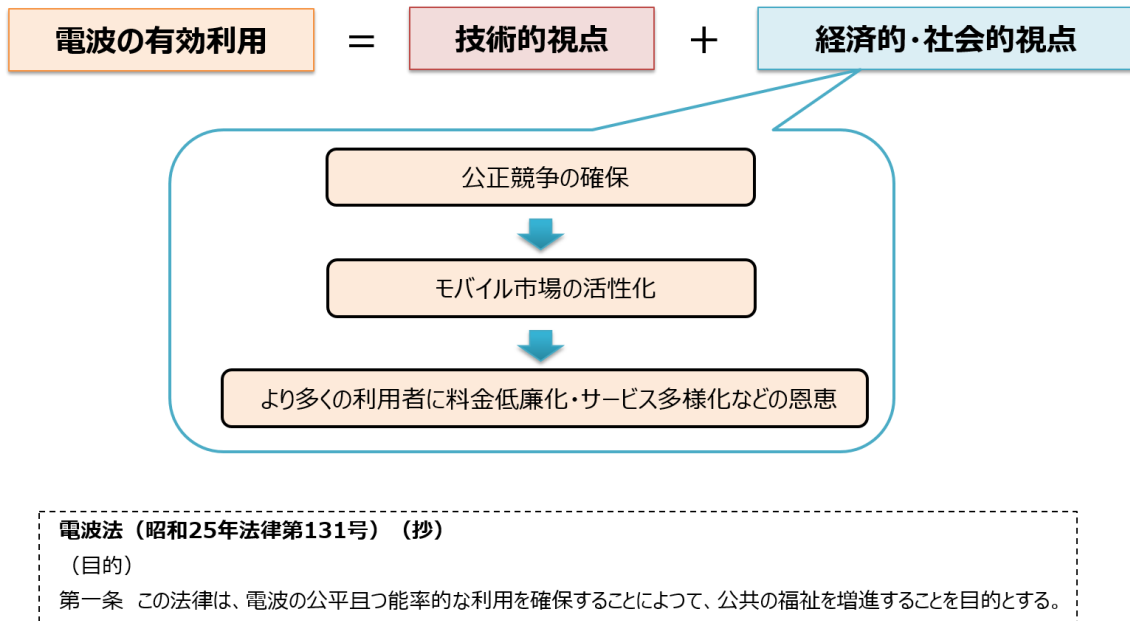 電波の有効利用 = 技術的視点 + 経済的・社会的視点
公正競争の確保
モバイル市場の活性化
より多くの利用者に料金低廉化・サービス多様化などの恩恵
電波法（昭和25年法律第131号）（抄）
（目的）
第一条 この法律は、電波の公平且つ能率的な利用を確保することによつて、公共の福祉を増進することを目的とする。